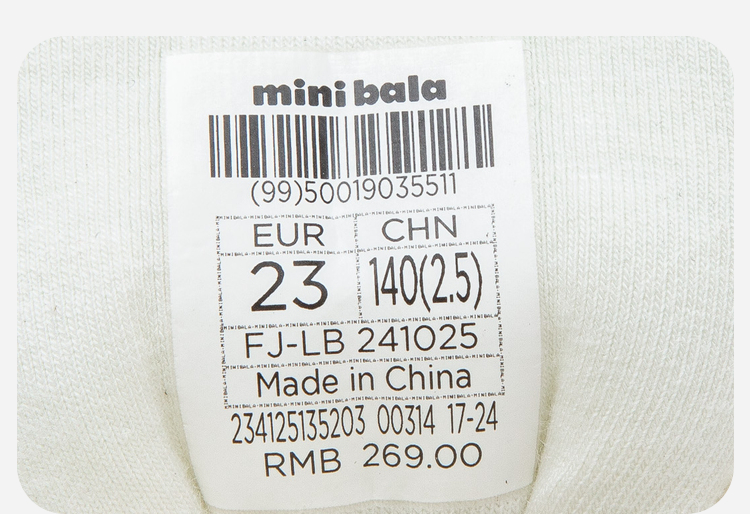 mini bala
(99)50019035511
EUR CHN
23 140(2.5)
FJ-LB 241025
Made in China
234125135203 00314 17-24
RMB 269.00